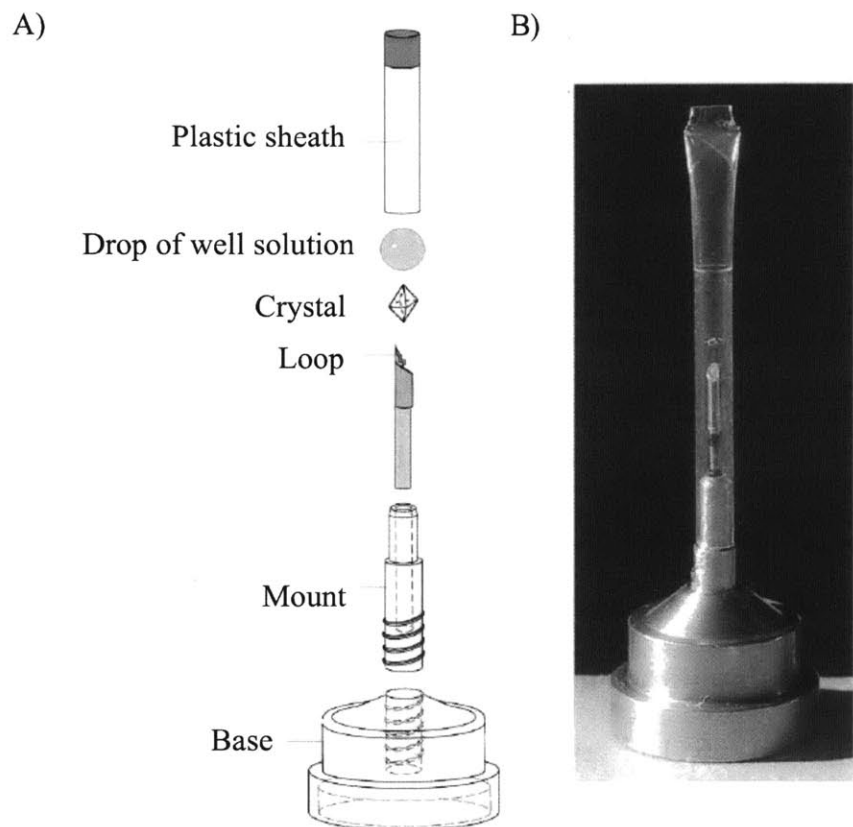 A)
B)
Plastic sheath
Drop of well solution
Crystal
Loop
Mount
Base